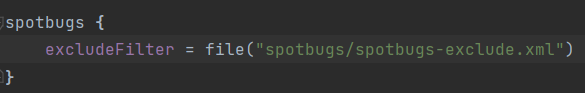 spotbugs {
    excludeFilter = file("spotbugs/spotbugs-exclude.xml")
}